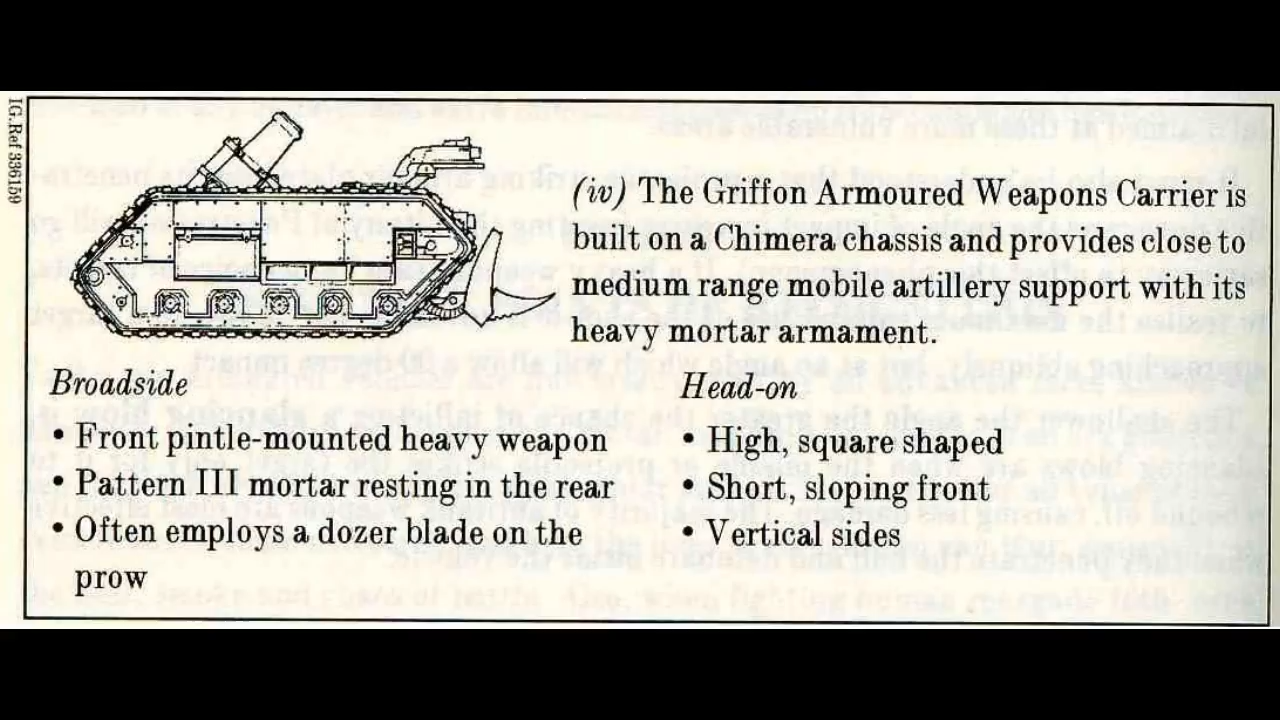 IG.Ref 3361159
(iv) The Griffon Armoured Weapons Carrier is
built on a Chimera chassis and provides close to
medium range mobile artillery support with its
heavy mortar armament.
Broadside
• Front pintle-mounted heavy weapon
• Pattern III mortar resting in the rear
• Often employs a dozer blade on the
prow
Head-on
• High, square shaped
• Short, sloping front
• Vertical sides